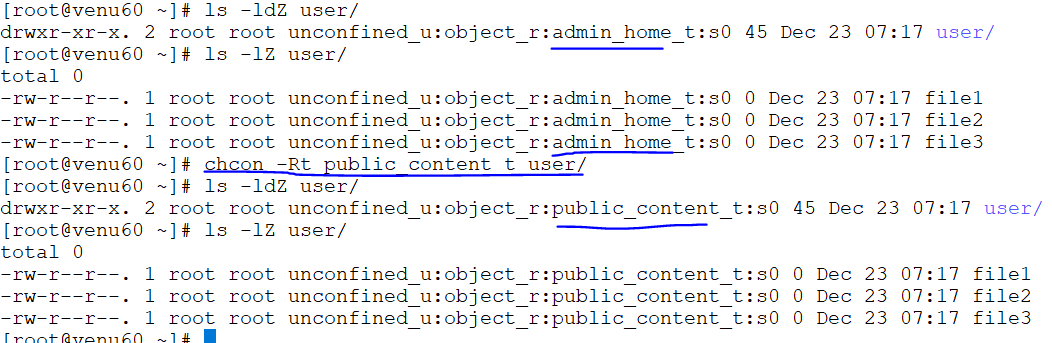 [root@venu60 ~]# ls -ldZ user/
drwxr-xr-x. 2 root root unconfined_u:object_r:admin_home_t:s0 45 Dec 23 07:17 user/
[root@venu60 ~]# ls -lZ user/
total 0
-rw-r--r--. 1 root root unconfined_u:object_r:admin_home_t:s0 0 Dec 23 07:17 file1
-rw-r--r--. 1 root root unconfined_u:object_r:admin_home_t:s0 0 Dec 23 07:17 file2
-rw-r--r--. 1 root root unconfined_u:object_r:admin_home_t:s0 0 Dec 23 07:17 file3
[root@venu60 ~]# chcon -Rt public_content_t user/
[root@venu60 ~]# ls -ldZ user/
drwxr-xr-x. 2 root root unconfined_u:object_r:public_content_t:s0 45 Dec 23 07:17 user/
[root@venu60 ~]# ls -lZ user/
total 0
-rw-r--r--. 1 root root unconfined_u:object_r:public_content_t:s0 0 Dec 23 07:17 file1
-rw-r--r--. 1 root root unconfined_u:object_r:public_content_t:s0 0 Dec 23 07:17 file2
-rw-r--r--. 1 root root unconfined_u:object_r:public_content_t:s0 0 Dec 23 07:17 file3
[root@venu60 ~]#